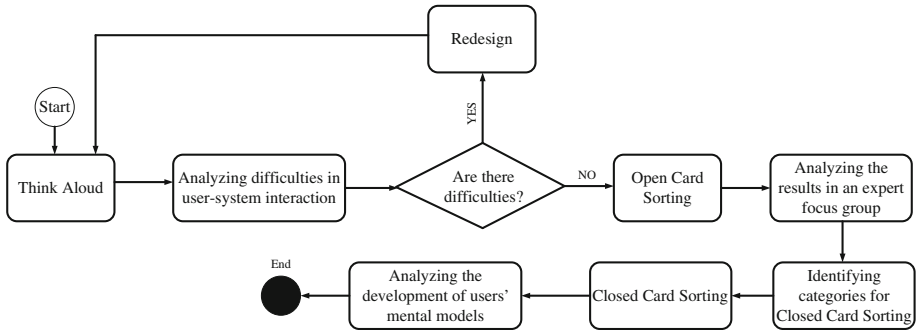 Redesign
Start
YES
Think Aloud
Analyzing difficulties in
user-system interaction
Are there
difficulties?
NO
Open Card
Sorting
Analyzing the
results in an expert
focus group
End
Analyzing the
development of users’
mental models
Closed Card Sorting
Identifying
categories for
Closed Card Sorting